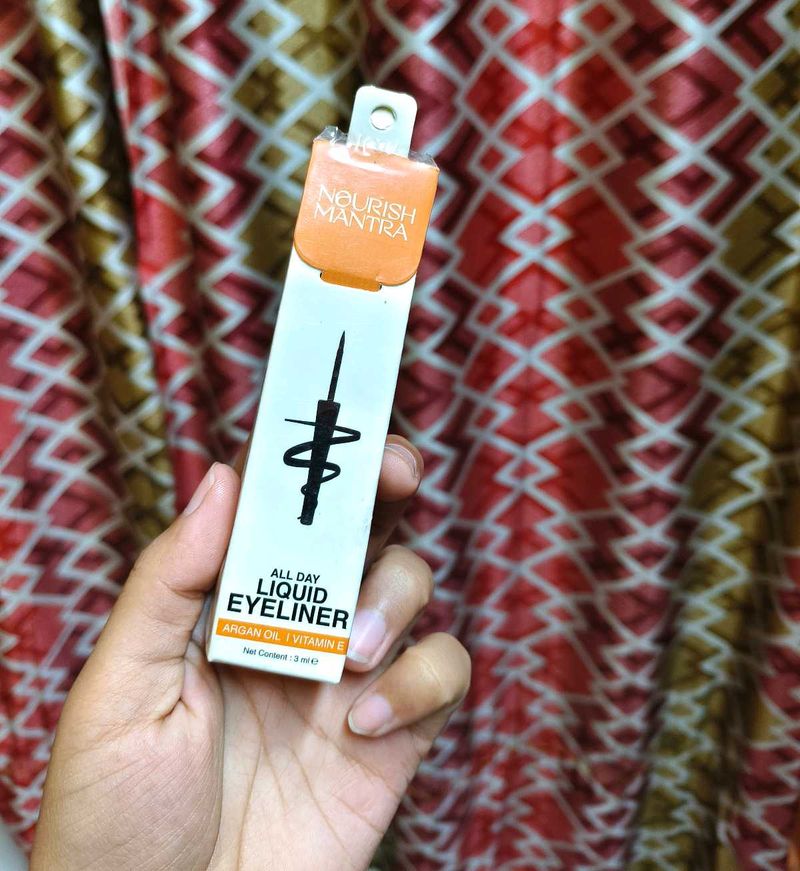 NOURISH
MANTRA
ALL DAY
LIQUID
EYELINER
ARGAN OIL | VITAMIN E
Net Content : 3 ml ℮